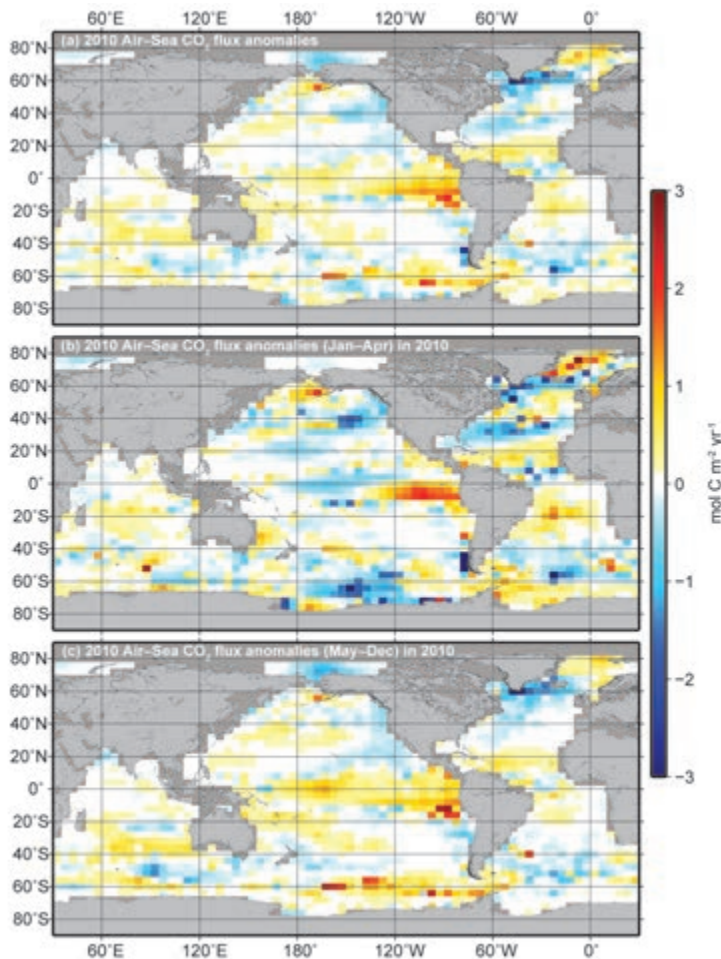 60˚E 120˚E 180˚ 120˚W 60˚W 0˚
80˚N
(a) 2010 Air–Sea CO₂ flux anomalies
60˚N
40˚N
20˚N
0˚
20˚S
40˚S
60˚S
80˚S
80˚N
(b) 2010 Air–Sea CO₂ flux anomalies (Jan–Apr) in 2010
60˚N
40˚N
20˚N
0˚
20˚S
40˚S
60˚S
80˚S
80˚N
(c) 2010 Air–Sea CO₂ flux anomalies (May–Dec) in 2010
60˚N
40˚N
20˚N
0˚
20˚S
40˚S
60˚S
80˚S
60˚E 120˚E 180˚ 120˚W 60˚W 0˚
3
2
1
0
−1
−2
−3
mol C m⁻² yr⁻¹